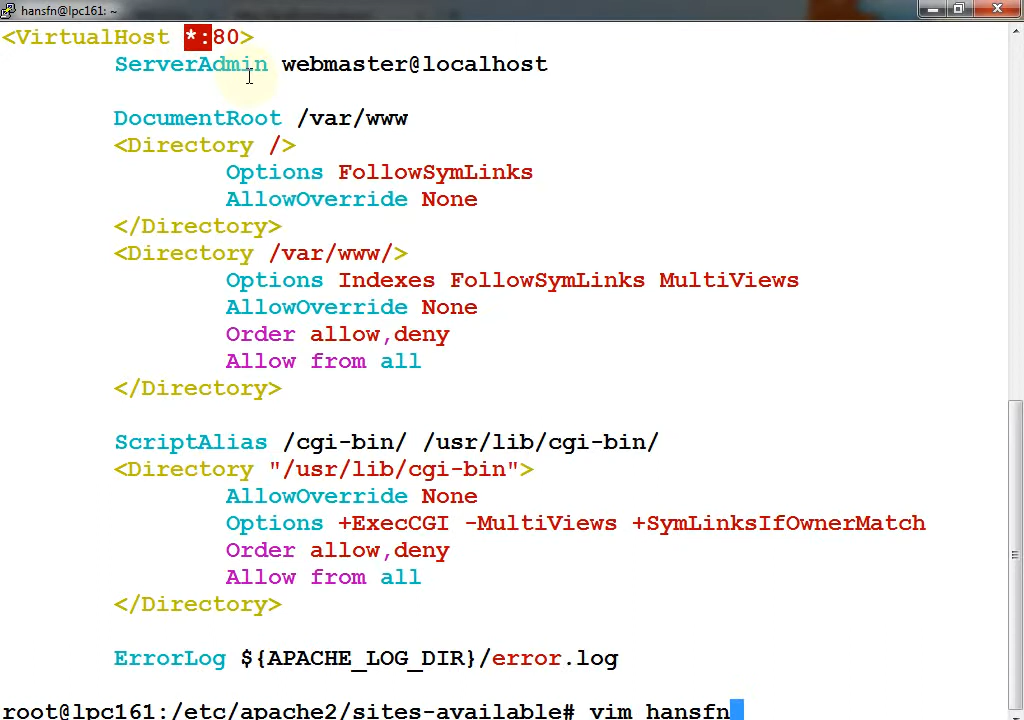 hansfn@lpc161: ~
<VirtualHost *:80>
ServerAdmin webmaster@localhost
DocumentRoot /var/www
<Directory />
Options FollowSymLinks
AllowOverride None
</Directory>
<Directory /var/www/>
Options Indexes FollowSymLinks MultiViews
AllowOverride None
Order allow,deny
Allow from all
</Directory>
ScriptAlias /cgi-bin/ /usr/lib/cgi-bin/
<Directory "/usr/lib/cgi-bin">
AllowOverride None
Options +ExecCGI -MultiViews +SymLinksIfOwnerMatch
Order allow,deny
Allow from all
</Directory>
ErrorLog ${APACHE_LOG_DIR}/error.log
root@lpc161:/etc/apache2/sites-available# vim hansfn